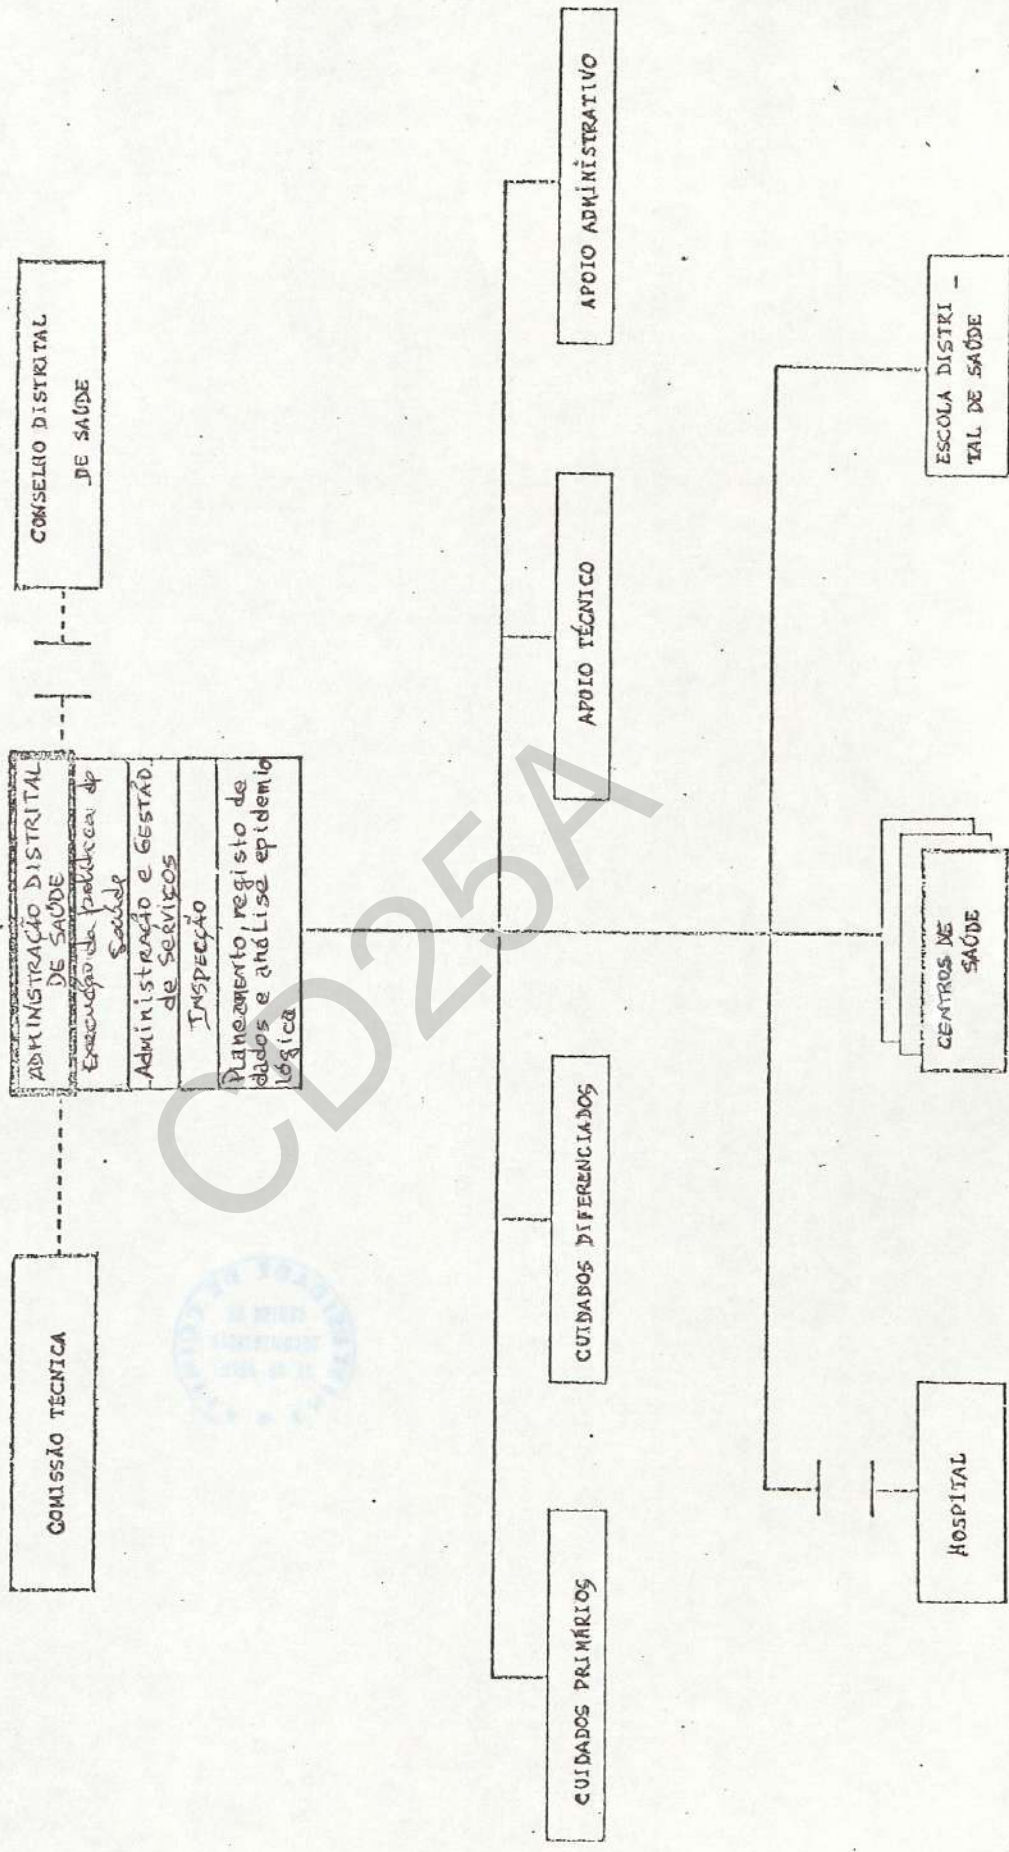 COMISSÃO TÉCNICA
ADMINISTRAÇÃO DISTRITAL
DE SAÚDE
Execução da política de
Saúde
Administração e GESTÃO
de SERVIÇOS
INSPECÇÃO
Planeamento, registo de
dados e análise epidemio
lógica
CONSELHO DISTRITAL
DE SAÚDE
CUIDADOS PRIMÁRIOS
CUIDADOS DIFERENCIADOS
APOIO TÉCNICO
APOIO ADMINISTRATIVO
HOSPITAL
CENTROS DE
SAÚDE
ESCOLA DISTRI -
TAL DE SAÚDE
CD25A